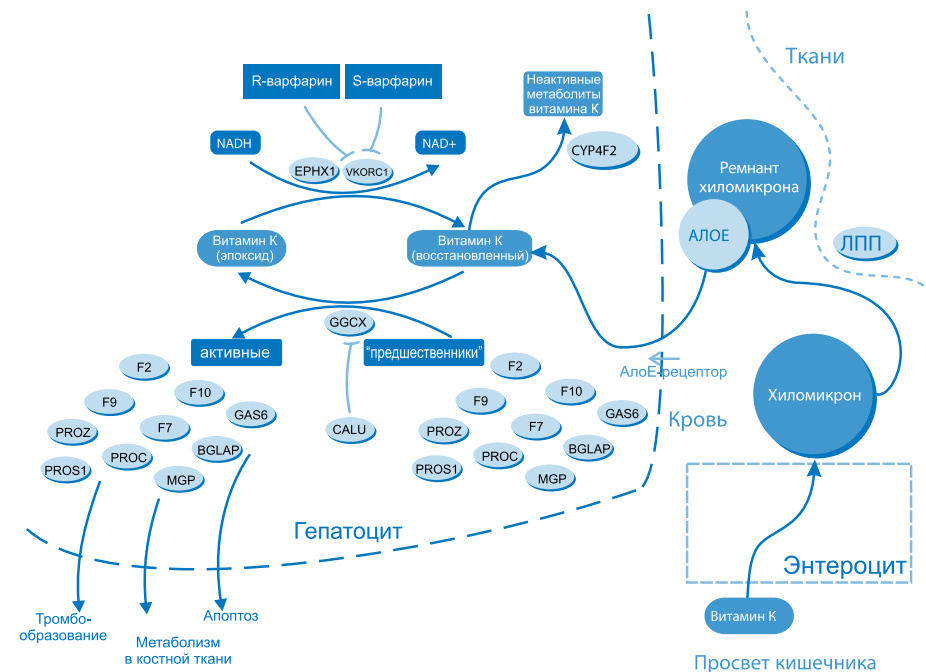 Ткани
R-варфарин
S-варфарин
Неактивные
метаболиты
витамина К
NADH
NAD+
CYP4F2
EPHX1
VKORC1
Ремнант
хиломикрона
АЛОЕ
ЛПП
Витамин К
(эпоксид)
Витамин К
(восстановленный)
GGCX
активные
"предшественники"
АлоЕ-рецептор
Хиломикрон
Кровь
F2
F9
F10
GAS6
PROZ
F7
PROS1
PROC
BGLAP
MGP
CALU
F2
F9
F10
GAS6
PROZ
F7
PROS1
PROC
BGLAP
MGP
Гепатоцит
Энтероцит
Витамин К
Просвет кишечника
Тромбо-
образование
Метаболизм
в костной ткани
Апоптоз